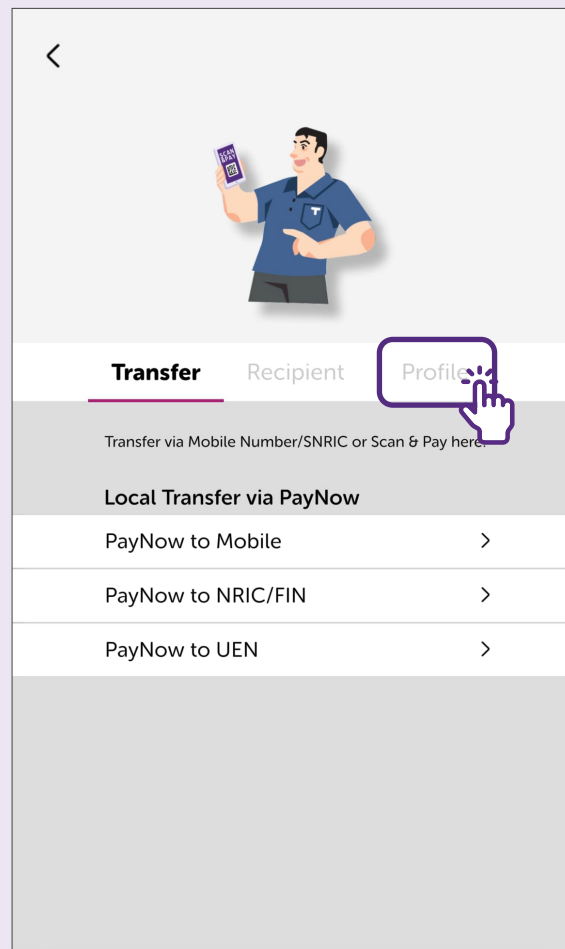 SCAN
&PAY
T
Transfer Recipient Profile
Transfer via Mobile Number/SNRIC or Scan & Pay here.
Local Transfer via PayNow
PayNow to Mobile
PayNow to NRIC/FIN
PayNow to UEN